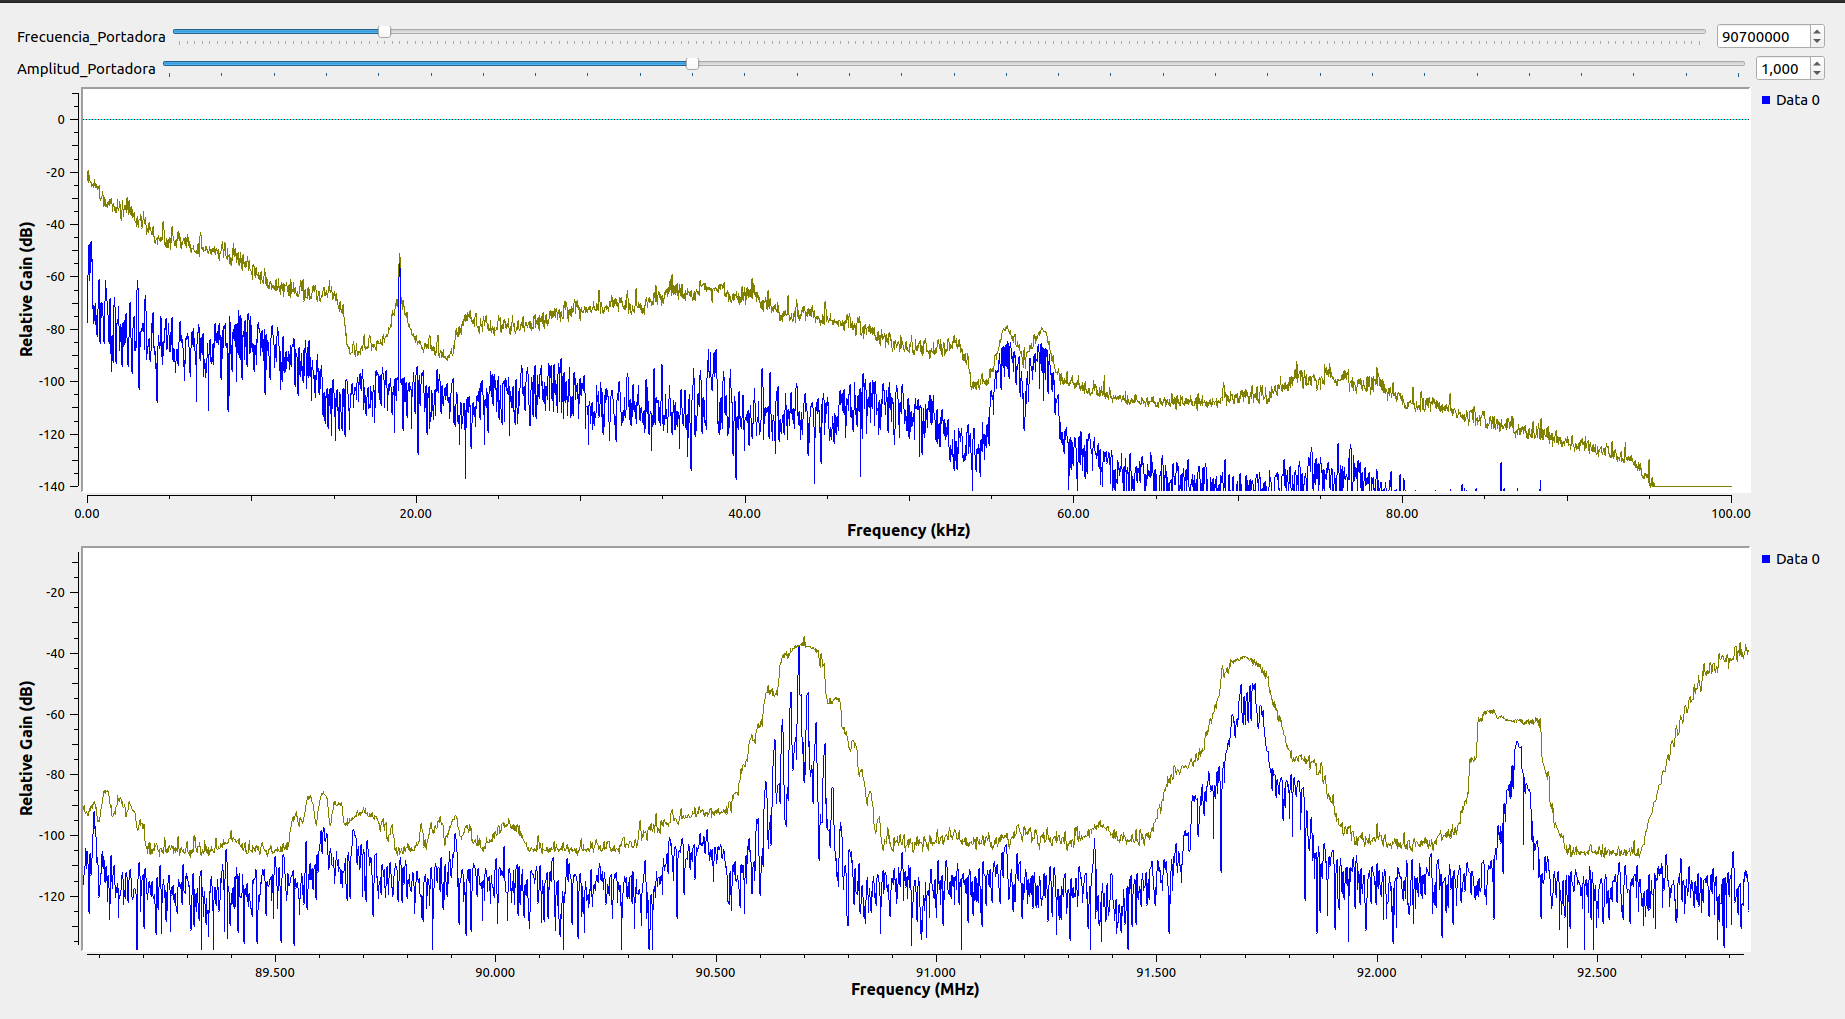 Frecuencia_Portadora
90700000
Amplitud_Portadora
1,000
Data 0
Relative Gain (dB)
0
-20
-40
-60
-80
-100
-120
-140
0.00 20.00 40.00 60.00 80.00 100.00
Frequency (kHz)
Data 0
Relative Gain (dB)
-20
-40
-60
-80
-100
-120
89.500 90.000 90.500 91.000 91.500 92.000 92.500
Frequency (MHz)